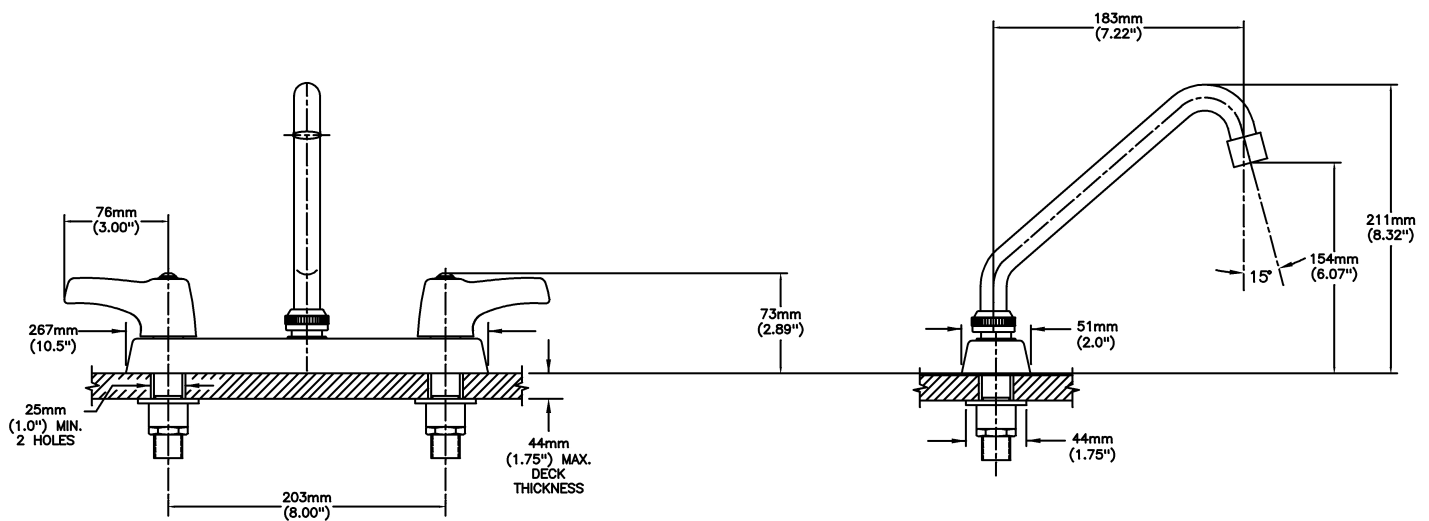 183mm
(7.22")
76mm
(3.00")
211mm
(8.32")
154mm
(6.07")
15°
73mm
(2.89")
267mm
(10.5")
51mm
(2.0")
25mm
(1.0") MIN.
2 HOLES
44mm
(1.75") MAX.
DECK
THICKNESS
44mm
(1.75")
203mm
(8.00")